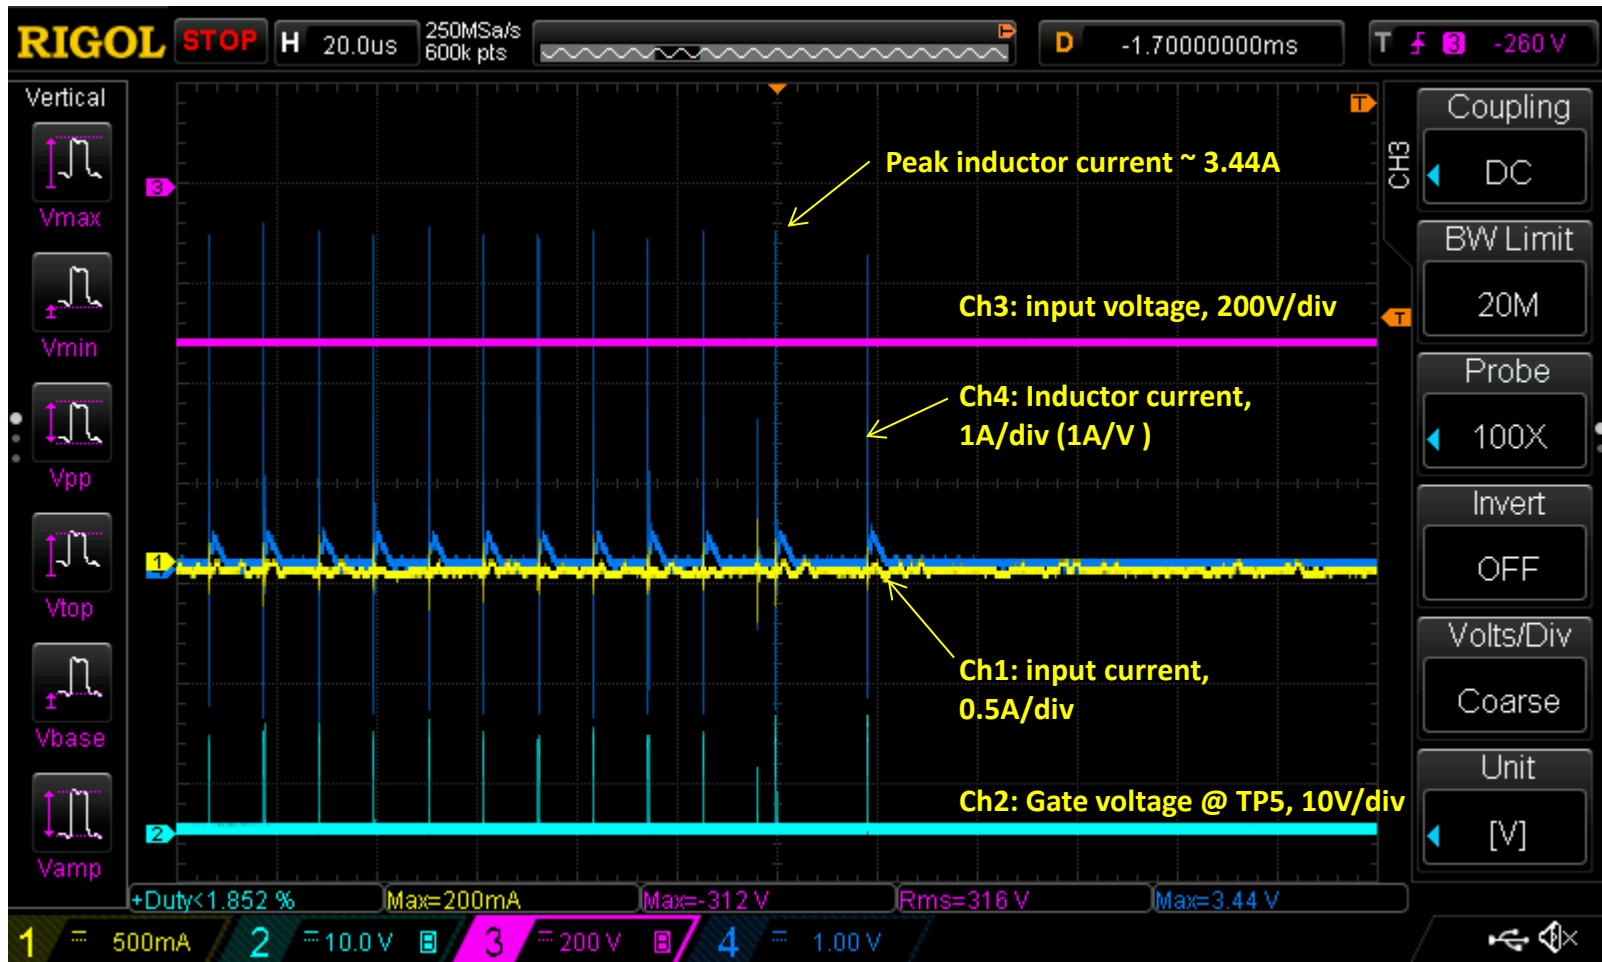 RIGOL STOP H 20.0us 250MSa/s
600k pts
D -1.70000000ms T 3 -260 V
Vertical
Vmax
Vmin
Vpp
Vtop
Vbase
Vamp
T
3
Peak inductor current ~ 3.44A
Ch3: input voltage, 200V/div
T
Ch4: Inductor current,
1A/div (1A/V )
1
Ch1: input current,
0.5A/div
Ch2: Gate voltage @ TP5, 10V/div
2
CH3
Coupling
DC
BW Limit
20M
Probe
100X
Invert
OFF
Volts/Div
Coarse
Unit
[V]
+Duty<1.852 % Max=200mA Max=-312 V Rms=316 V Max=3.44 V
1 500mA 2 10.0 V B 3 200 V B 4 1.00 V